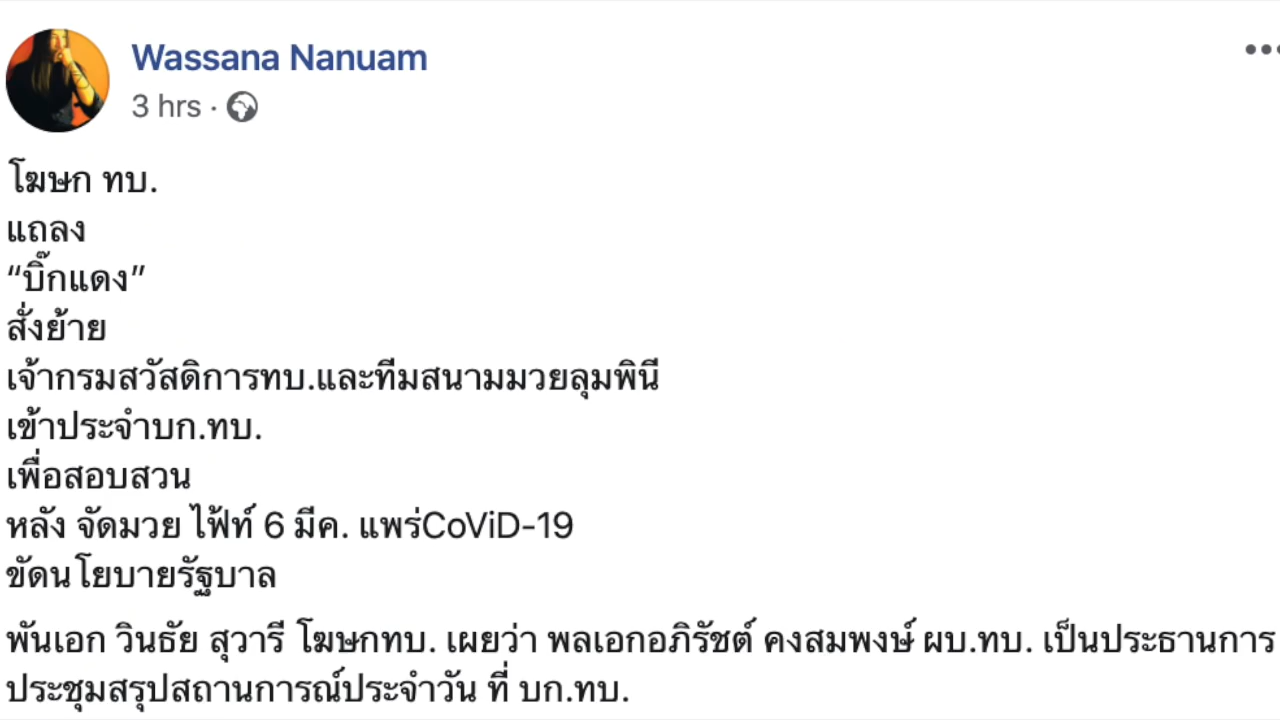 Wassana Nanuam
3 hrs ·
โฆษก ทบ.
แถลง
“บิ๊กแดง”
สั่งย้าย
เจ้ากรมสวัสดิการทบ.และทีมสนามมวยลุมพินี
เข้าประจำบก.ทบ.
เพื่อสอบสวน
หลัง จัดมวย ไฟ้ท์ 6 มีค. แพร่CoViD-19
ขัดนโยบายรัฐบาล
พันเอก วินธัย สุวารี โฆษกทบ. เผยว่า พลเอกอภิรัชต์ คงสมพงษ์ ผบ.ทบ. เป็นประธานการ
ประชุมสรุปสถานการณ์ประจำวัน ที่ บก.ทบ.